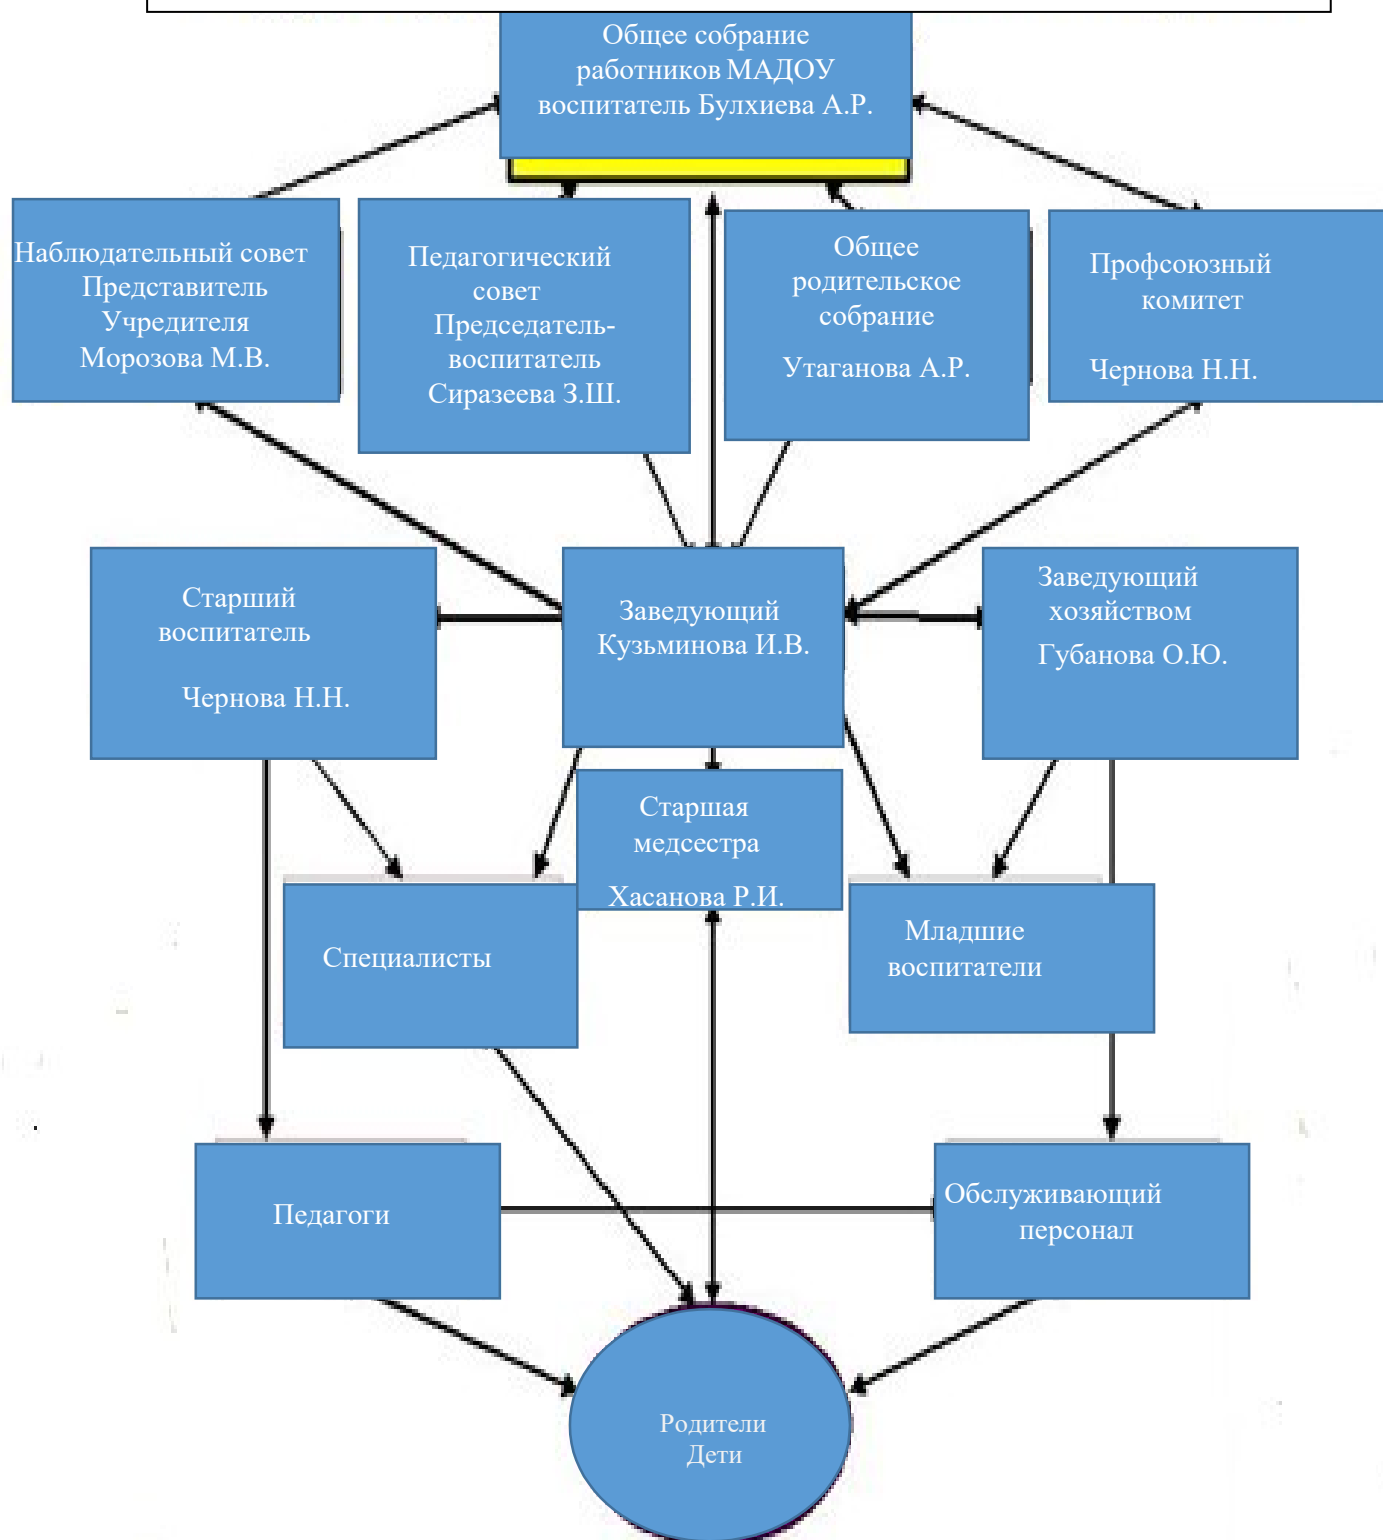 Общее собрание
работников МАДОУ
воспитатель Булхиева А.Р.
Наблюдательный совет
Представитель
Учредителя
Морозова М.В.
Педагогический
совет
Председатель-
воспитатель
Сиразеева З.Ш.
Общее
родительское
собрание
Утаганова А.Р.
Профсоюзный
комитет
Чернова Н.Н.
Старший
воспитатель
Чернова Н.Н.
Заведующий
Кузьминова И.В.
Заведующий
хозяйством
Губанова О.Ю.
Старшая
медсестра
Хасанова Р.И.
Специалисты
Младшие
воспитатели
Педагоги
Обслуживающий
персонал
Родители
Дети